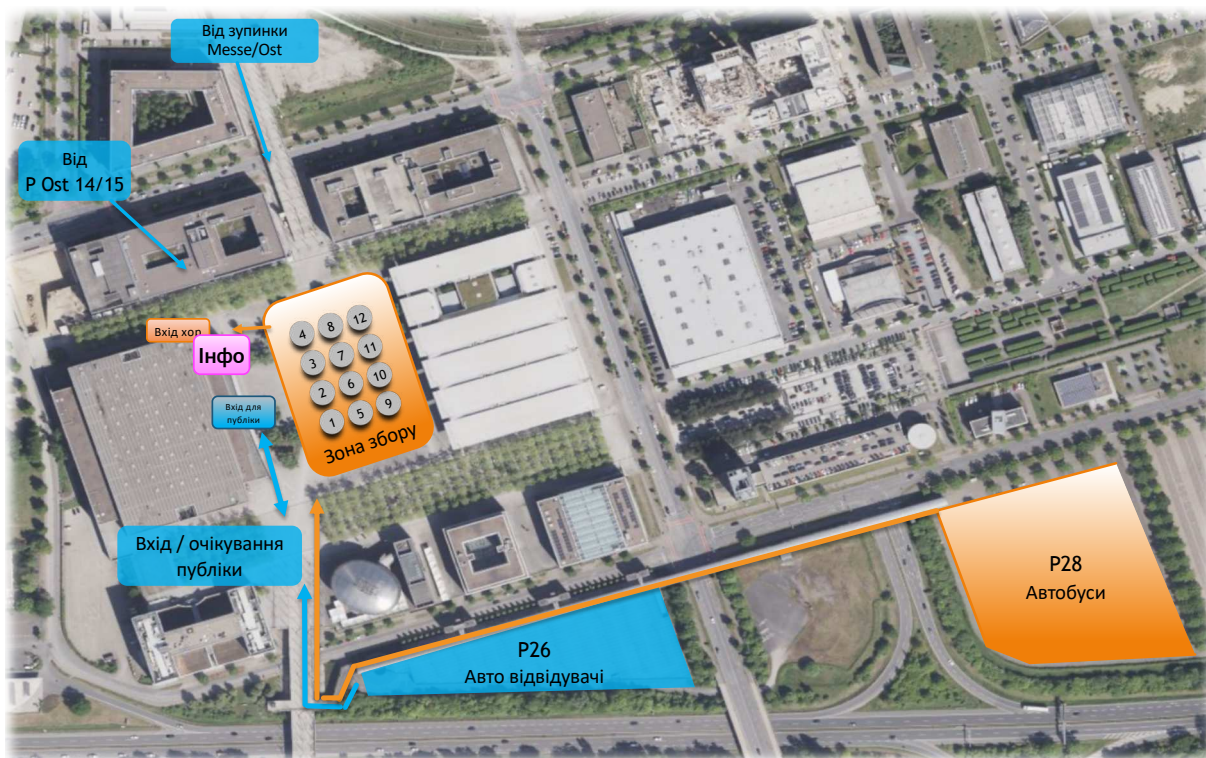 Від зупинки
Messe/Ost
Від
P Ost 14/15
Вхід хор
Інфо
4 8 12
3 7 11
2 6 10
1 5 9
Зона збору
Вхід для
публіки
Вхід / очікування
публіки
P28
Автобуси
P26
Авто відвідувачі